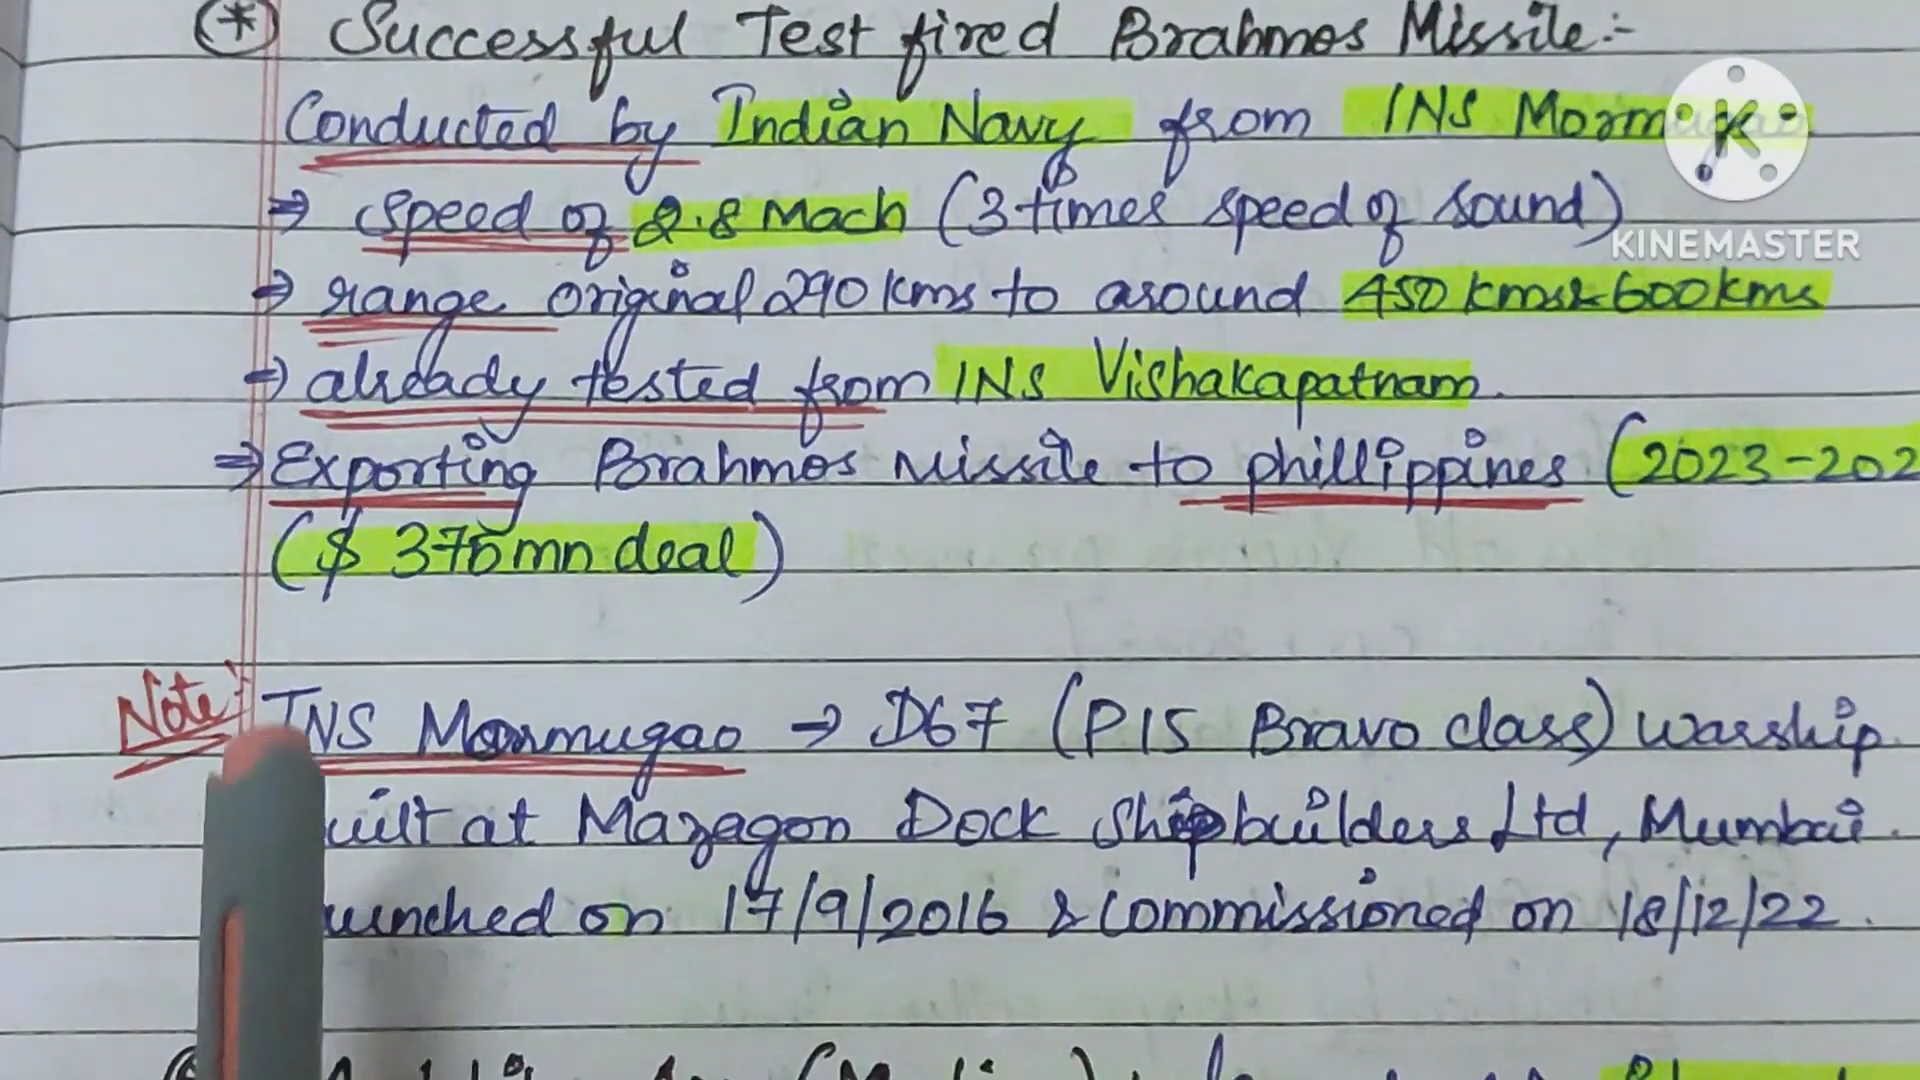 (*) Successful Test fired Brahmos Missile:-
Conducted by Indian Navy from INS Mormugao
⇒ speed of 2.8 Mach (3 times speed of sound)
KINEMASTER
⇒ range original 290 kms to around 450 kms & 600 kms
⇒ already tested from INS Vishakapatnam.
⇒ Exporting Brahmos Missile to phillippines (2023-202
($ 375 mn deal)
Note:- INS Mormugao → D67 (P15 Bravo class) warship
uilt at Mazagon Dock Shipbuilders Ltd, Mumbai.
unched on 17/9/2016 & Commissioned on 18/12/22.